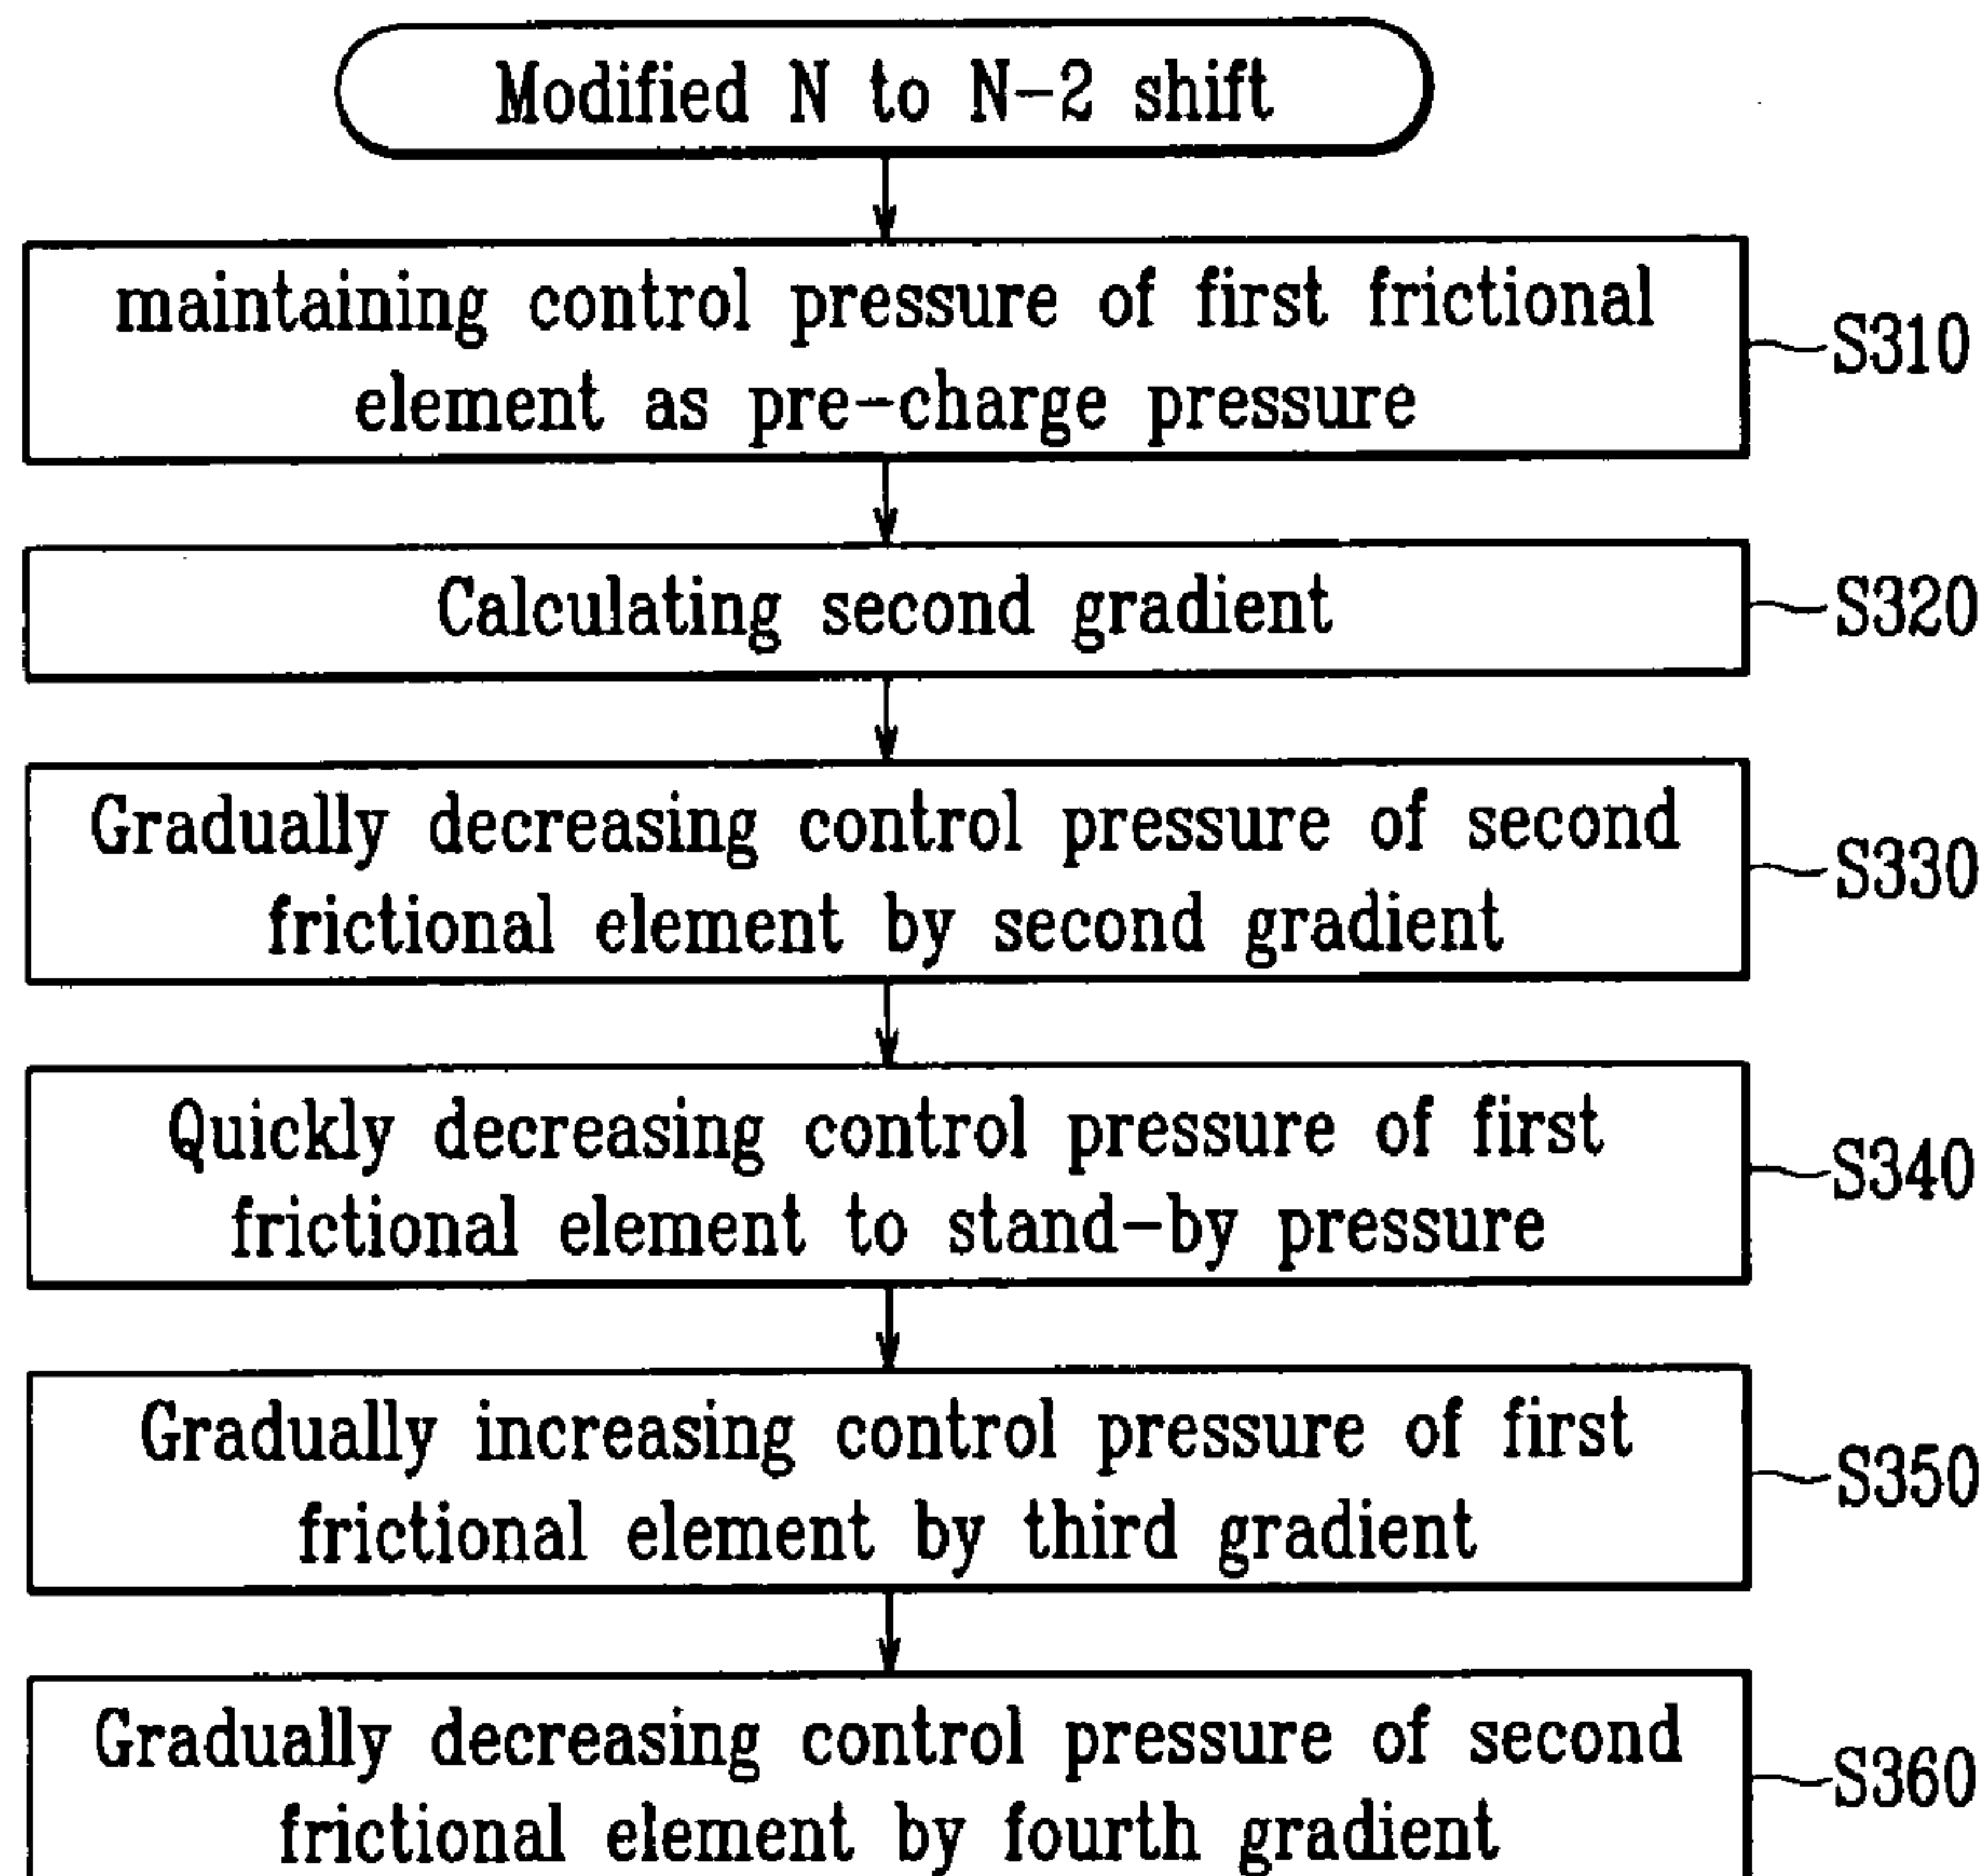 Modified N to N-2 shift
maintaining control pressure of first frictional
element as pre-charge pressure
S310
Calculating second gradient
S320
Gradually decreasing control pressure of second
frictional element by second gradient
S330
Quickly decreasing control pressure of first
frictional element to stand-by pressure
S340
Gradually increasing control pressure of first
frictional element by third gradient
S350
Gradually decreasing control pressure of second
frictional element by fourth gradient
S360